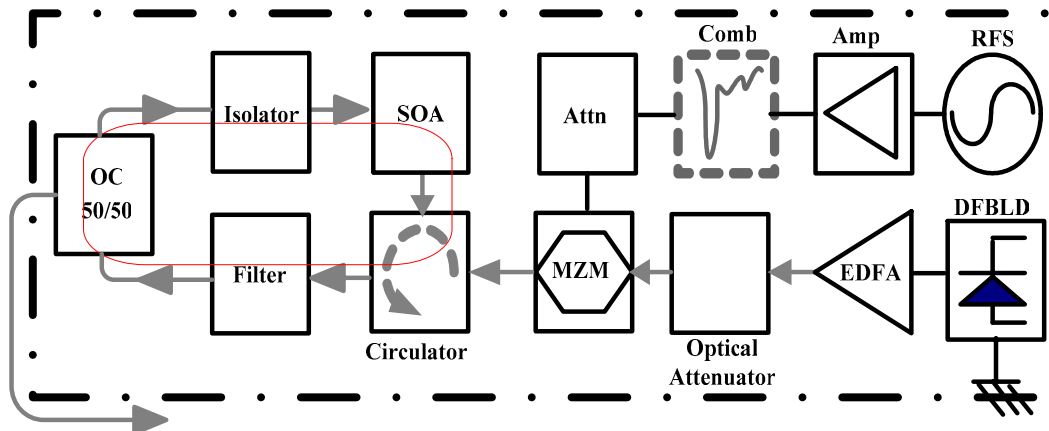 Comb
Amp
RFS
Isolator
SOA
Attn
OC
50/50
DFBLD
Filter
MZM
EDFA
Circulator
Optical
Attenuator